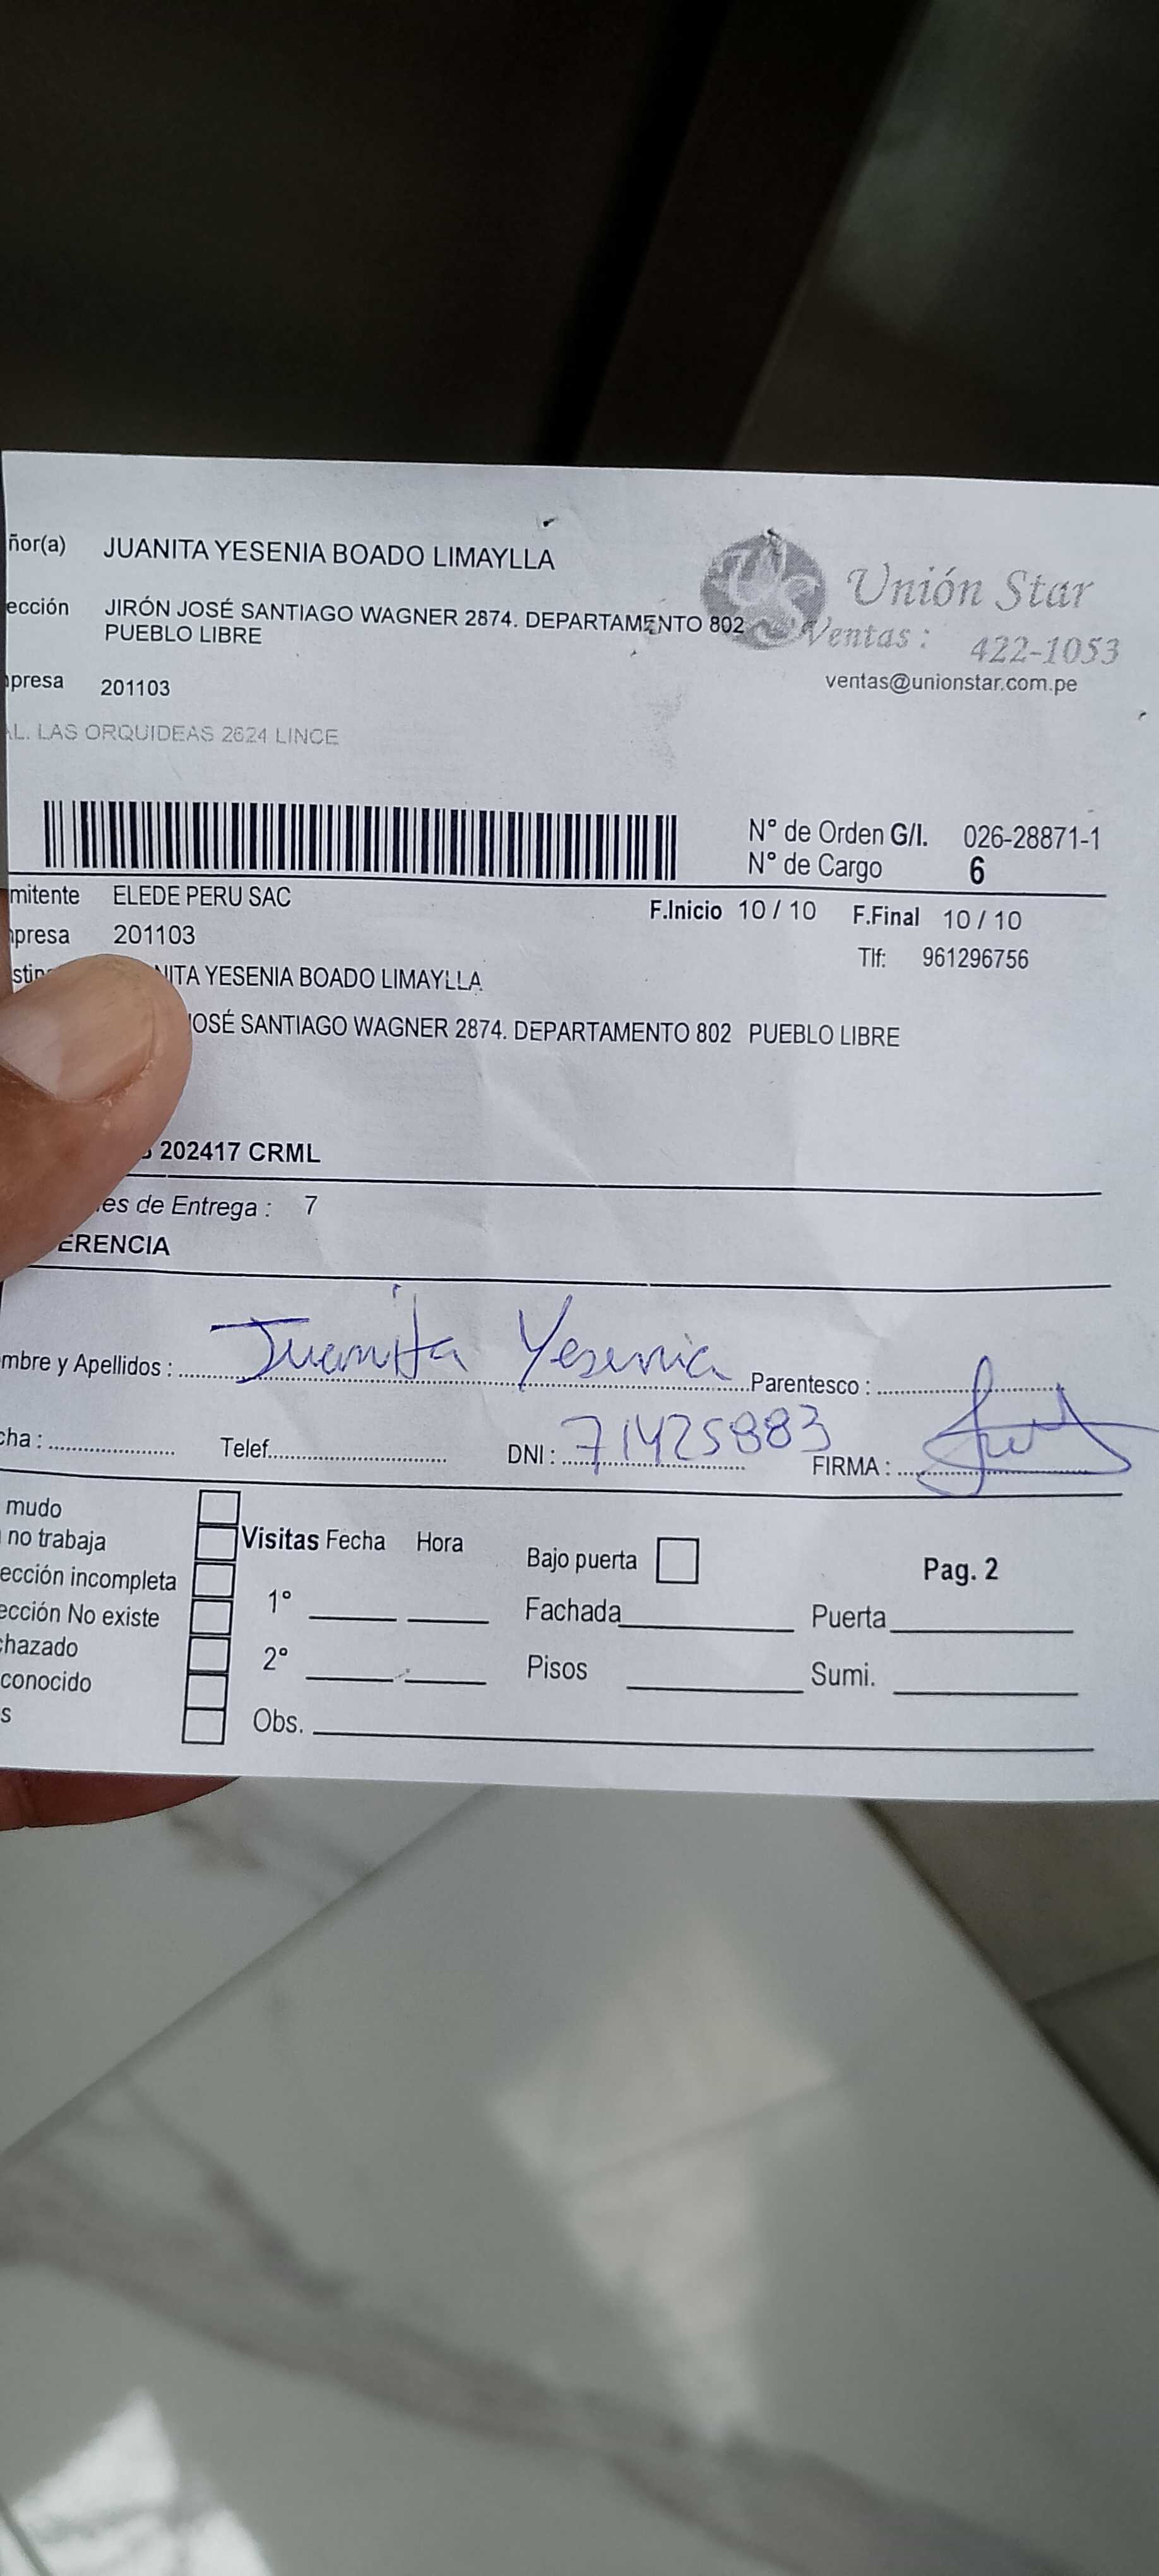 ñor(a) JUANITA YESENIA BOADO LIMAYLLA
ección JIRÓN JOSÉ SANTIAGO WAGNER 2874. DEPARTAMENTO 802
PUEBLO LIBRE
Unión Star
Ventas : 422-1053
ventas@unionstar.com.pe
presa 201103
AL. LAS ORQUIDEAS 2624 LINCE
N° de Orden G/I. 026-28871-1
N° de Cargo 6
mitente ELEDE PERU SAC
F.Inicio 10 / 10 F.Final 10 / 10
presa 201103
Tlf: 961296756
stin NITA YESENIA BOADO LIMAYLLA
JOSÉ SANTIAGO WAGNER 2874. DEPARTAMENTO 802 PUEBLO LIBRE
202417 CRML
es de Entrega : 7
ERENCIA
mbre y Apellidos : Juanita Yesenia Parentesco :
cha : Telef. DNI : 71425883 FIRMA :
mudo
no trabaja
ección incompleta
ección No existe
chazado
conocido
s
Visitas Fecha Hora
1°
2°
Obs.
Bajo puerta
Fachada
Pisos
Pag. 2
Puerta
Sumi.